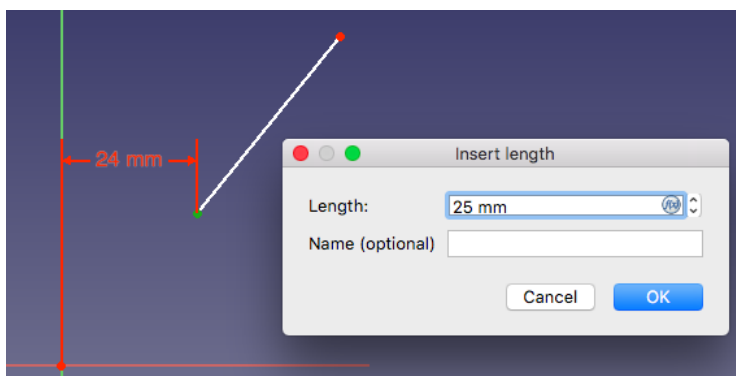 24 mm
Insert length
Length:
25 mm
f(x)
Name (optional)
Cancel
OK